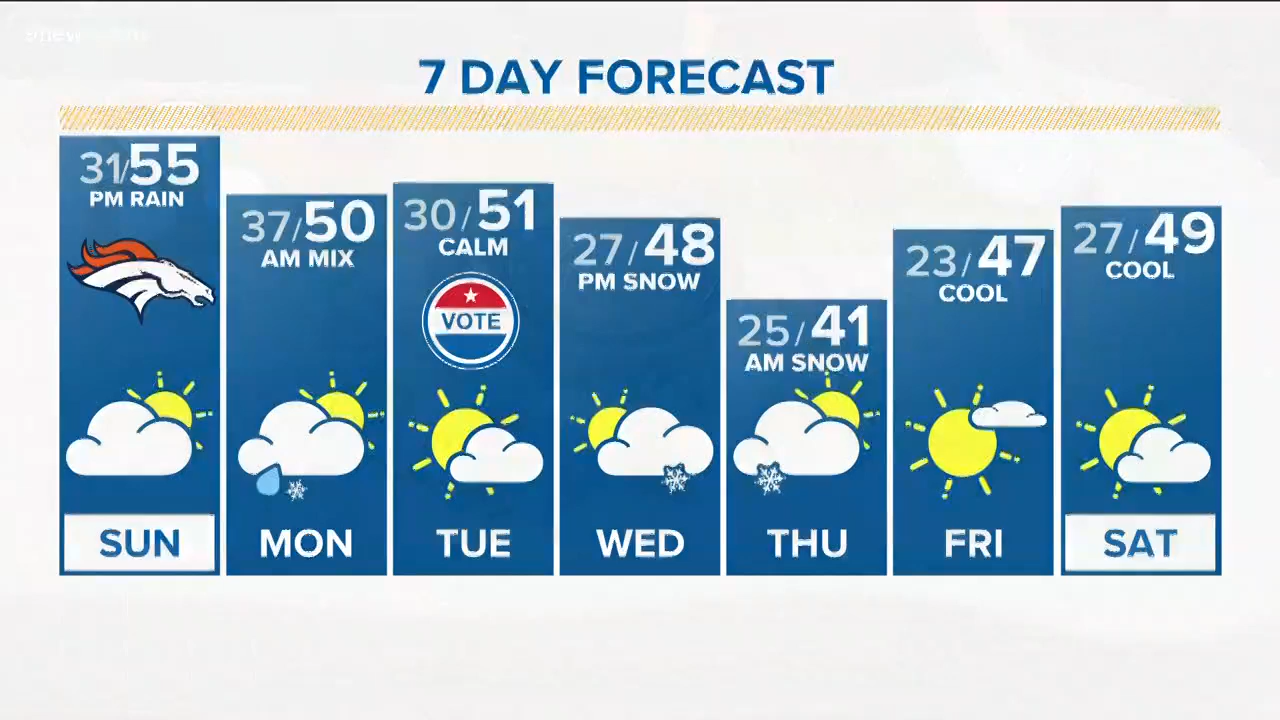 7 DAY FORECAST
31/55
PM RAIN
SUN
37/50
AM MIX
MON
30/51
CALM
VOTE
TUE
27/48
PM SNOW
WED
25/41
AM SNOW
THU
23/47
COOL
FRI
27/49
COOL
SAT